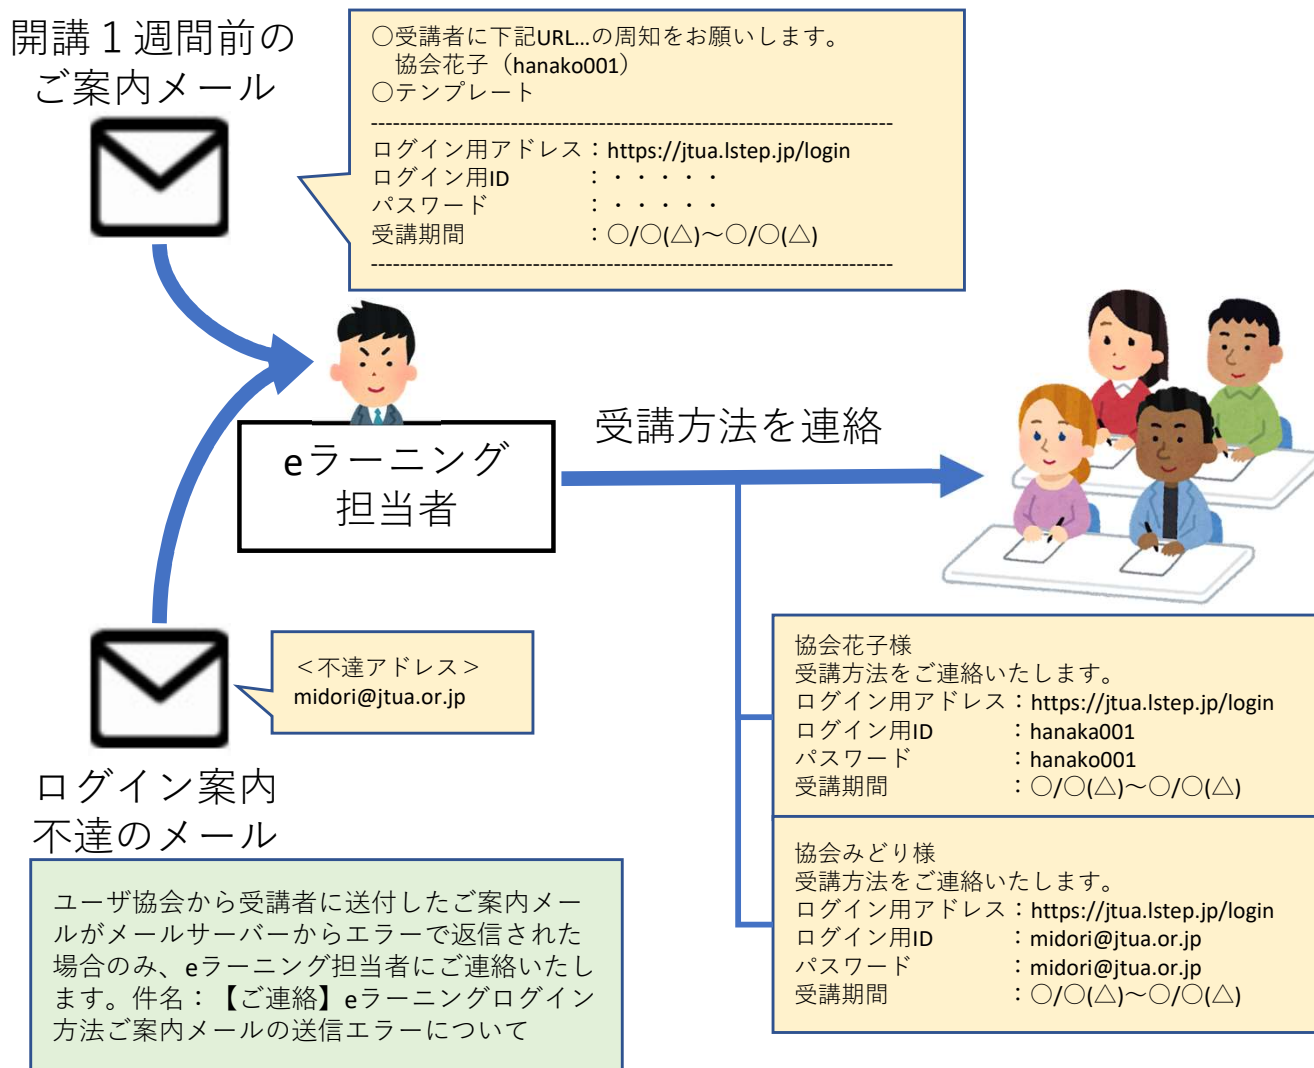 開講１週間前の
ご案内メール
○受講者に下記URL...の周知をお願いします。
協会花子（hanako001）
○テンプレート
------------------------------------------------------------------------
ログイン用アドレス：https://jtua.lstep.jp/login
ログイン用ID　　　　：・・・・・
パスワード　　　　　：・・・・・
受講期間　　　　　　：○/○(△)～○/○(△)
------------------------------------------------------------------------
eラーニング
担当者
受講方法を連絡
＜不達アドレス＞
midori@jtua.or.jp
ログイン案内
不達のメール
ユーザ協会から受講者に送付したご案内メー
ルがメールサーバーからエラーで返信された
場合のみ、eラーニング担当者にご連絡いたし
ます。件名：【ご連絡】eラーニングログイン
方法ご案内メールの送信エラーについて
協会花子様
受講方法をご連絡いたします。
ログイン用アドレス：https://jtua.lstep.jp/login
ログイン用ID　　　　：hanaka001
パスワード　　　　　：hanako001
受講期間　　　　　　：○/○(△)～○/○(△)
協会みどり様
受講方法をご連絡いたします。
ログイン用アドレス：https://jtua.lstep.jp/login
ログイン用ID　　　　：midori@jtua.or.jp
パスワード　　　　　：midori@jtua.or.jp
受講期間　　　　　　：○/○(△)～○/○(△)